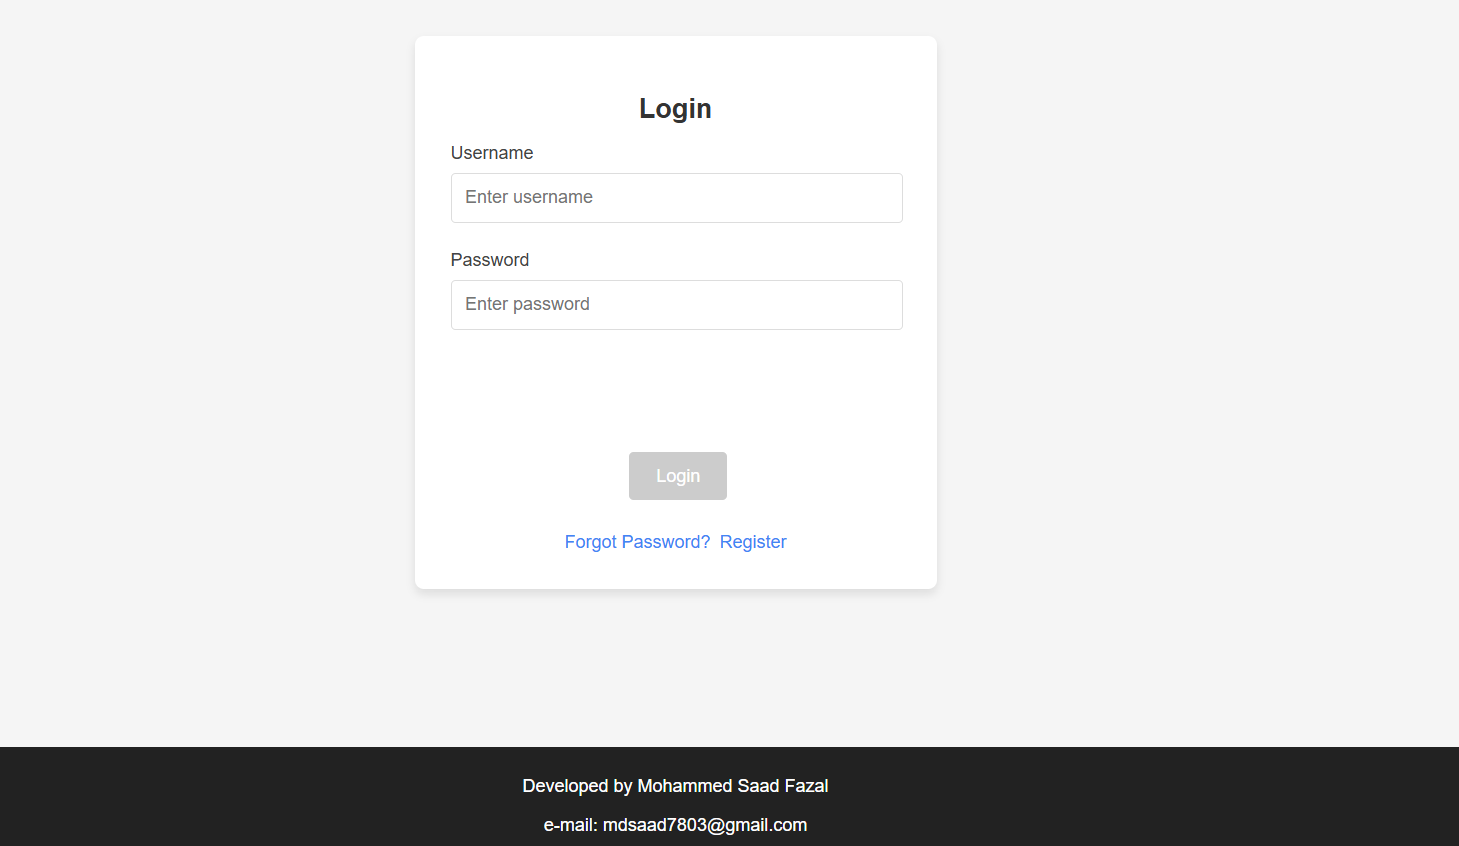 Login
Username
Enter username
Password
Enter password
Login
Forgot Password? Register
Developed by Mohammed Saad Fazal
e-mail: mdsaad7803@gmail.com